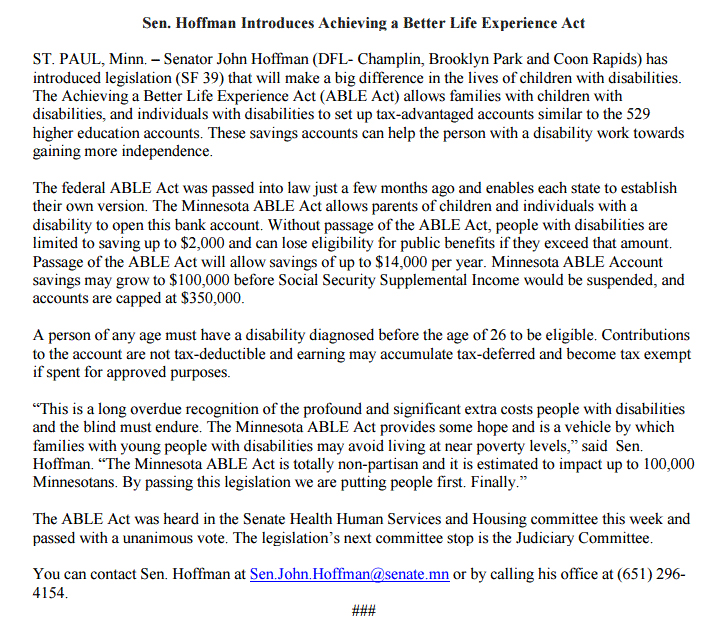 Sen. Hoffman Introduces Achieving a Better Life Experience Act
ST. PAUL, Minn. – Senator John Hoffman (DFL- Champlin, Brooklyn Park and Coon Rapids) has
introduced legislation (SF 39) that will make a big difference in the lives of children with disabilities.
The Achieving a Better Life Experience Act (ABLE Act) allows families with children with
disabilities, and individuals with disabilities to set up tax-advantaged accounts similar to the 529
higher education accounts. These savings accounts can help the person with a disability work towards
gaining more independence.
The federal ABLE Act was passed into law just a few months ago and enables each state to establish
their own version. The Minnesota ABLE Act allows parents of children and individuals with a
disability to open this bank account. Without passage of the ABLE Act, people with disabilities are
limited to saving up to $2,000 and can lose eligibility for public benefits if they exceed that amount.
Passage of the ABLE Act will allow savings of up to $14,000 per year. Minnesota ABLE Account
savings may grow to $100,000 before Social Security Supplemental Income would be suspended, and
accounts are capped at $350,000.
A person of any age must have a disability diagnosed before the age of 26 to be eligible. Contributions
to the account are not tax-deductible and earning may accumulate tax-deferred and become tax exempt
if spent for approved purposes.
“This is a long overdue recognition of the profound and significant extra costs people with disabilities
and the blind must endure. The Minnesota ABLE Act provides some hope and is a vehicle by which
families with young people with disabilities may avoid living at near poverty levels,” said  Sen.
Hoffman. “The Minnesota ABLE Act is totally non-partisan and it is estimated to impact up to 100,000
Minnesotans. By passing this legislation we are putting people first. Finally.”
The ABLE Act was heard in the Senate Health Human Services and Housing committee this week and
passed with a unanimous vote. The legislation’s next committee stop is the Judiciary Committee.
You can contact Sen. Hoffman at Sen.John.Hoffman@senate.mn or by calling his office at (651) 296-
4154.
###